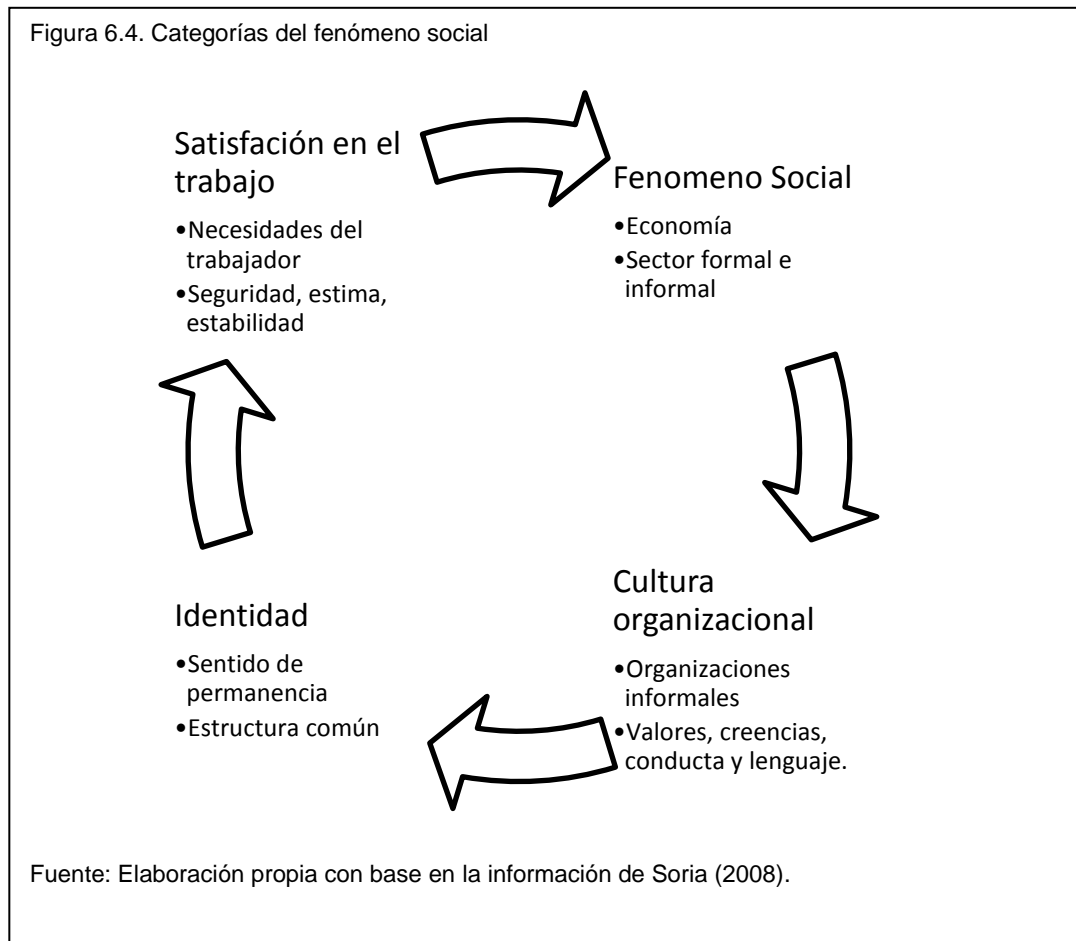 Figura 6.4. Categorías del fenómeno social
Satisfación en el
trabajo
•Necesidades del
trabajador
•Seguridad, estima,
estabilidad
Fenomeno Social
•Economía
•Sector formal e
informal
Cultura
organizacional
•Organizaciones
informales
•Valores, creencias,
conducta y lenguaje.
Identidad
•Sentido de
permanencia
•Estructura común
Fuente: Elaboración propia con base en la información de Soria (2008).